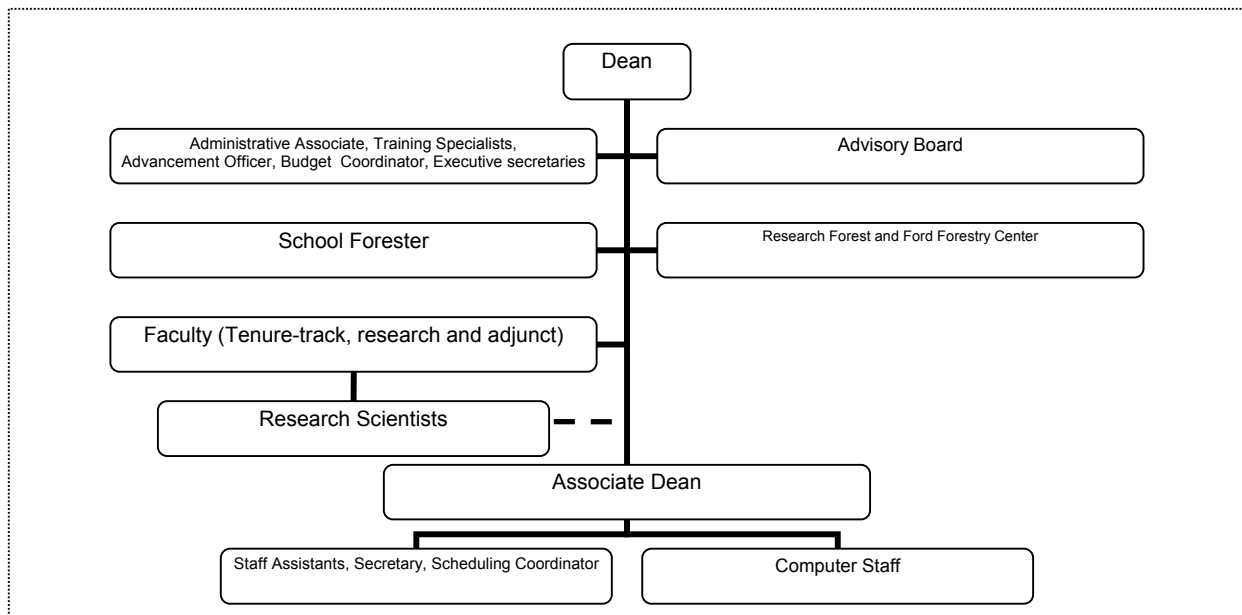 Dean
Administrative Associate, Training Specialists,
Advancement Officer, Budget Coordinator, Executive secretaries
Advisory Board
School Forester
Research Forest and Ford Forestry Center
Faculty (Tenure-track, research and adjunct)
Research Scientists
Associate Dean
Staff Assistants, Secretary, Scheduling Coordinator
Computer Staff